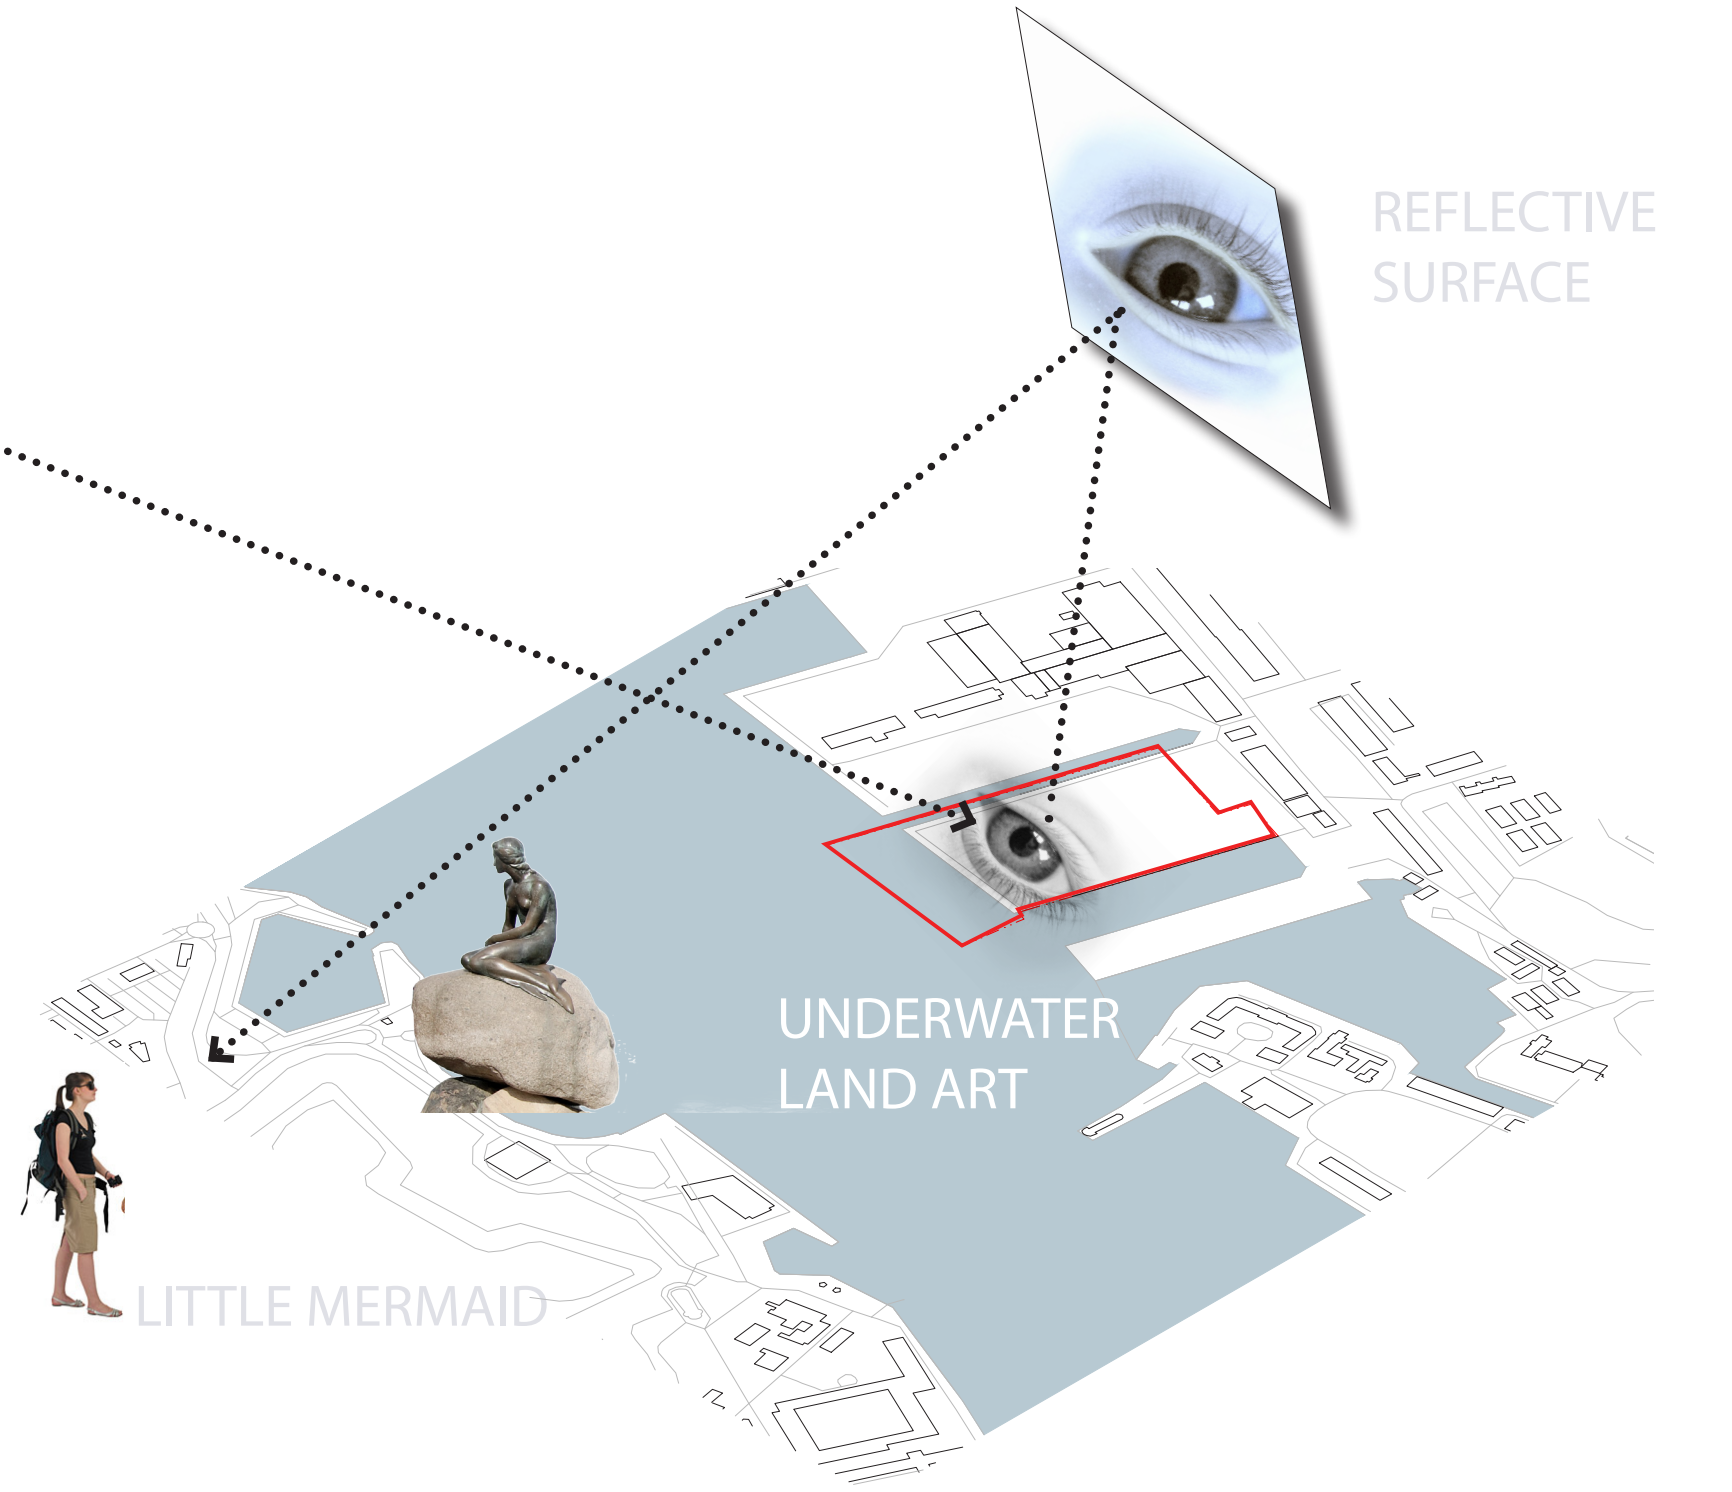 REFLECTIVE
SURFACE
UNDERWATER
LAND ART
LITTLE MERMAID